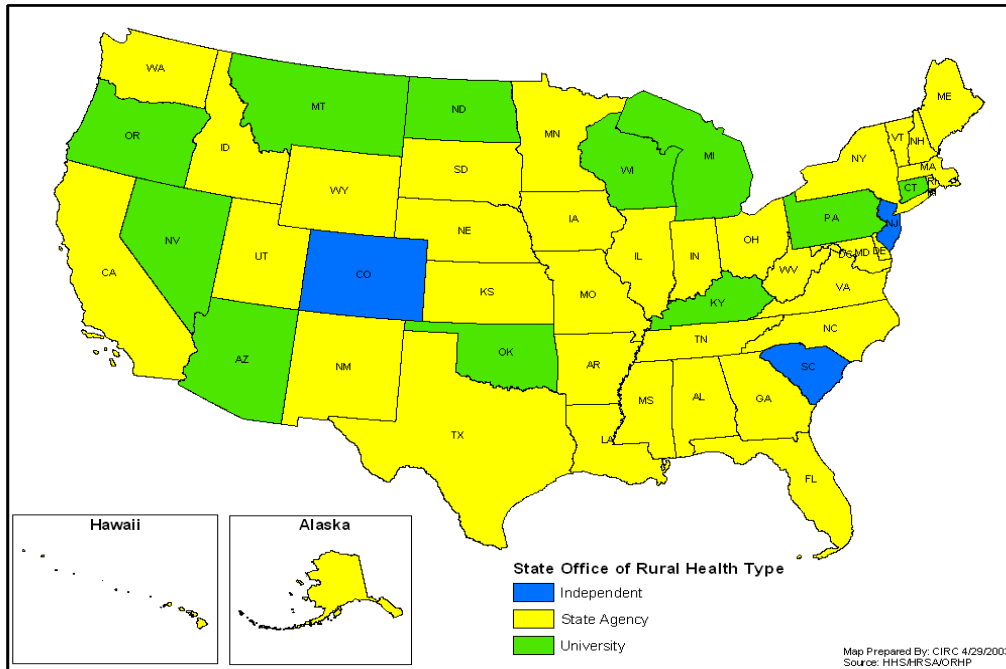 WA
MT
ND
MN
ME
OR
ID
SD
WI
MI
VT
NH
NY
MA
WY
CT
RI
IA
PA
NE
NJ
NV
UT
IL
IN
OH
CO
DC
MD
DE
CA
WV
KS
MO
VA
KY
NC
TN
AZ
OK
NM
AR
SC
MS
AL
GA
TX
LA
FL
Hawaii
Alaska
State Office of Rural Health Type
Independent
State Agency
University
Map Prepared By: CIRC 4/29/2005
Source: HHS/HRSA/ORHP